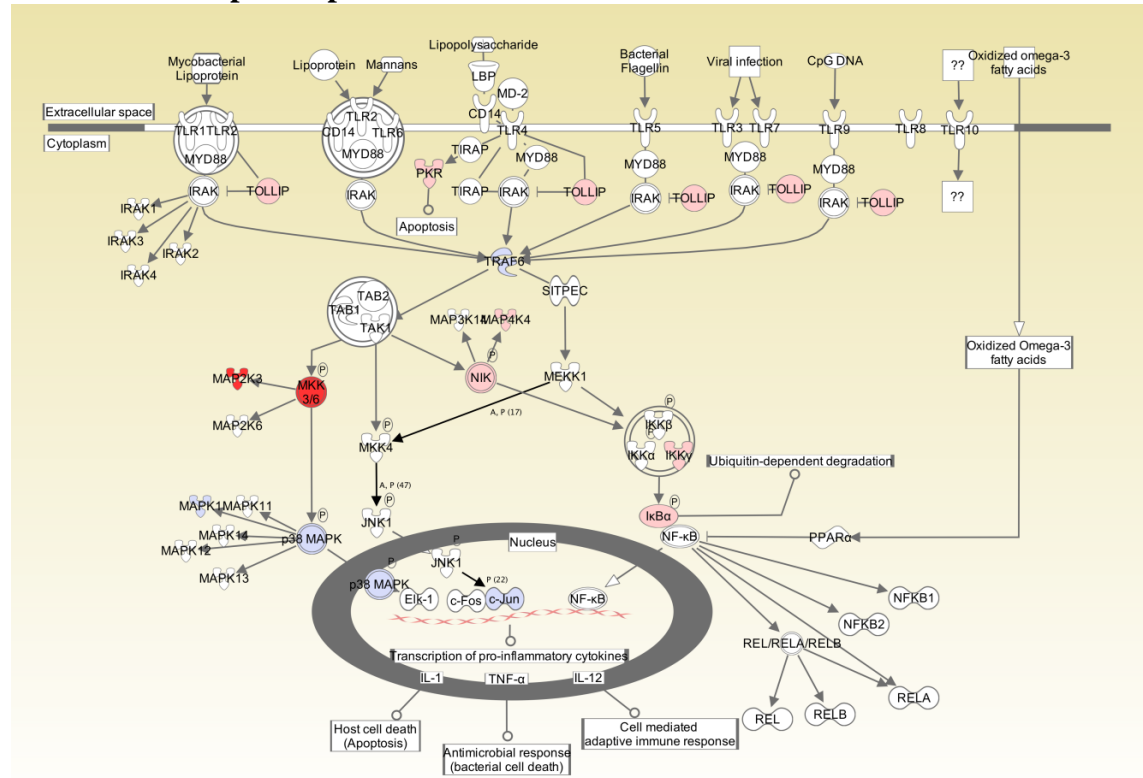 Lipopolysaccharide
Mycobacterial
Lipoprotein
Lipoprotein
Mannans
LBP
MD-2
Bacterial
Flagellin
Viral infection
CpG DNA
??
Oxidized omega-3
fatty acids
Extracellular space
Cytoplasm
TLR1
TLR2
MYD88
TLR2
CD14
TLR6
MYD88
CD14
TLR4
TLR5
TLR3
TLR7
TLR9
TLR8
TLR10
TIRAP
MYD88
PKR
TIRAP
MYD88
MYD88
MYD88
IRAK
TOLLIP
IRAK
IRAK
TOLLIP
IRAK
TOLLIP
IRAK
TOLLIP
IRAK
TOLLIP
??
Apoptosis
IRAK1
IRAK3
IRAK2
IRAK4
TRAF6
SITPEC
TAB2
TAB1
TAK1
MAP3K14
MAP4K4
Oxidized Omega-3
fatty acids
P
NIK
MEKK1
MAP2K3
P
MKK
3/6
MAP2K6
A, P (17)
P
MKK4
P
IKKβ
P
IKKα
IKKγ
Ubiquitin-dependent degradation
A, P (47)
P
IκBα
MAPK1
MAPK11
P
JNK1
P
MAPK14
p38 MAPK
MAPK12
MAPK13
Nucleus
NF-κB
PPARα
P
JNK1
P
p38 MAPK
P (22)
Elk-1
c-Fos
c-Jun
NF-κB
NFKB1
NFKB2
REL/RELA/RELB
Transcription of pro-inflammatory cytokines
IL-1
TNF-α
IL-12
RELA
REL
RELB
Host cell death
(Apoptosis)
Antimicrobial response
(bacterial cell death)
Cell mediated
adaptive immune response